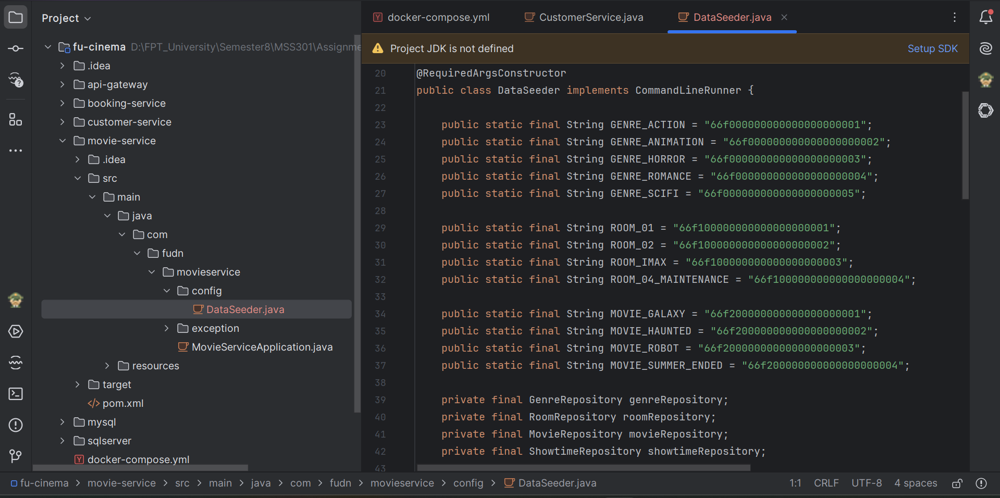 Project
docker-compose.yml
CustomerService.java
DataSeeder.java
fu-cinema D:\FPT_University\Semester8\MSS301\Assignme
.idea
api-gateway
booking-service
customer-service
movie-service
.idea
src
main
java
com
fudn
movieservice
config
DataSeeder.java
exception
MovieServiceApplication.java
resources
target
pom.xml
mysql
sqlserver
docker-compose.yml
Project JDK is not defined
Setup SDK
20 @RequiredArgsConstructor
21 public class DataSeeder implements CommandLineRunner {
22
23 public static final String GENRE_ACTION = "66f000000000000000000001";
24 public static final String GENRE_ANIMATION = "66f000000000000000000002";
25 public static final String GENRE_HORROR = "66f000000000000000000003";
26 public static final String GENRE_ROMANCE = "66f000000000000000000004";
27 public static final String GENRE_SCIFI = "66f000000000000000000005";
28
29 public static final String ROOM_01 = "66f100000000000000000001";
30 public static final String ROOM_02 = "66f100000000000000000002";
31 public static final String ROOM_IMAX = "66f100000000000000000003";
32 public static final String ROOM_04_MAINTENANCE = "66f100000000000000000004";
33
34 public static final String MOVIE_GALAXY = "66f200000000000000000001";
35 public static final String MOVIE_HAUNTED = "66f200000000000000000002";
36 public static final String MOVIE_ROBOT = "66f200000000000000000003";
37 public static final String MOVIE_SUMMER_ENDED = "66f200000000000000000004";
38
39 private final GenreRepository genreRepository;
40 private final RoomRepository roomRepository;
41 private final MovieRepository movieRepository;
42 private final ShowtimeRepository showtimeRepository;
43
fu-cinema > movie-service > src > main > java > com > fudn > movieservice > config > DataSeeder.java
1:1 CRLF UTF-8 4 spaces